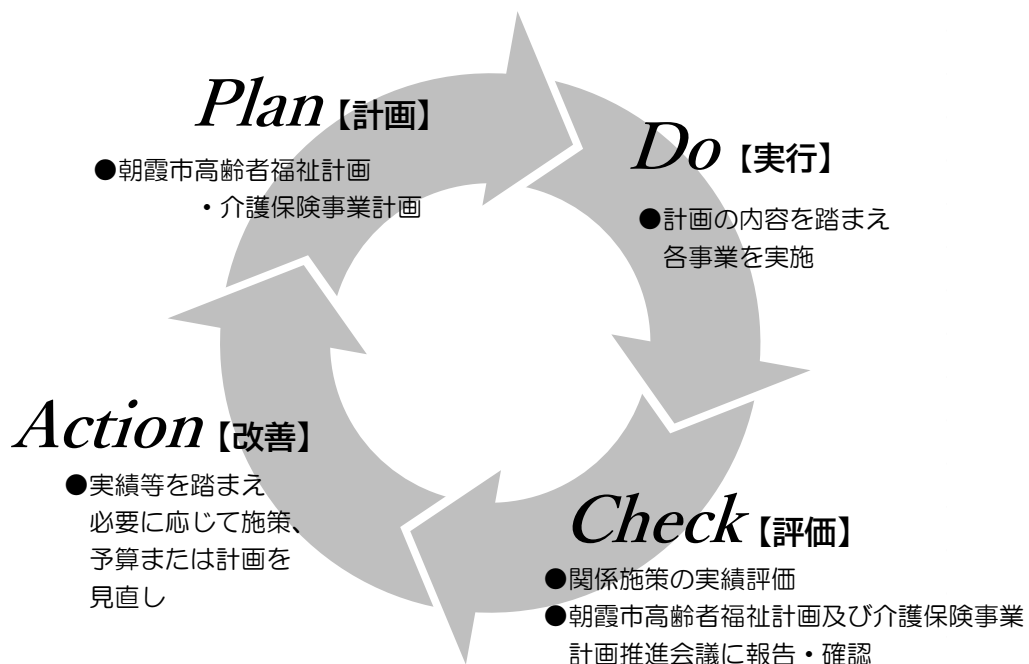 Plan【計画】
●朝霞市高齢者福祉計画
・介護保険事業計画
Do【実行】
●計画の内容を踏まえ
各事業を実施
Check【評価】
●関係施策の実績評価
●朝霞市高齢者福祉計画及び介護保険事業
計画推進会議に報告・確認
Action【改善】
●実績等を踏まえ
必要に応じて施策、
予算または計画を
見直し